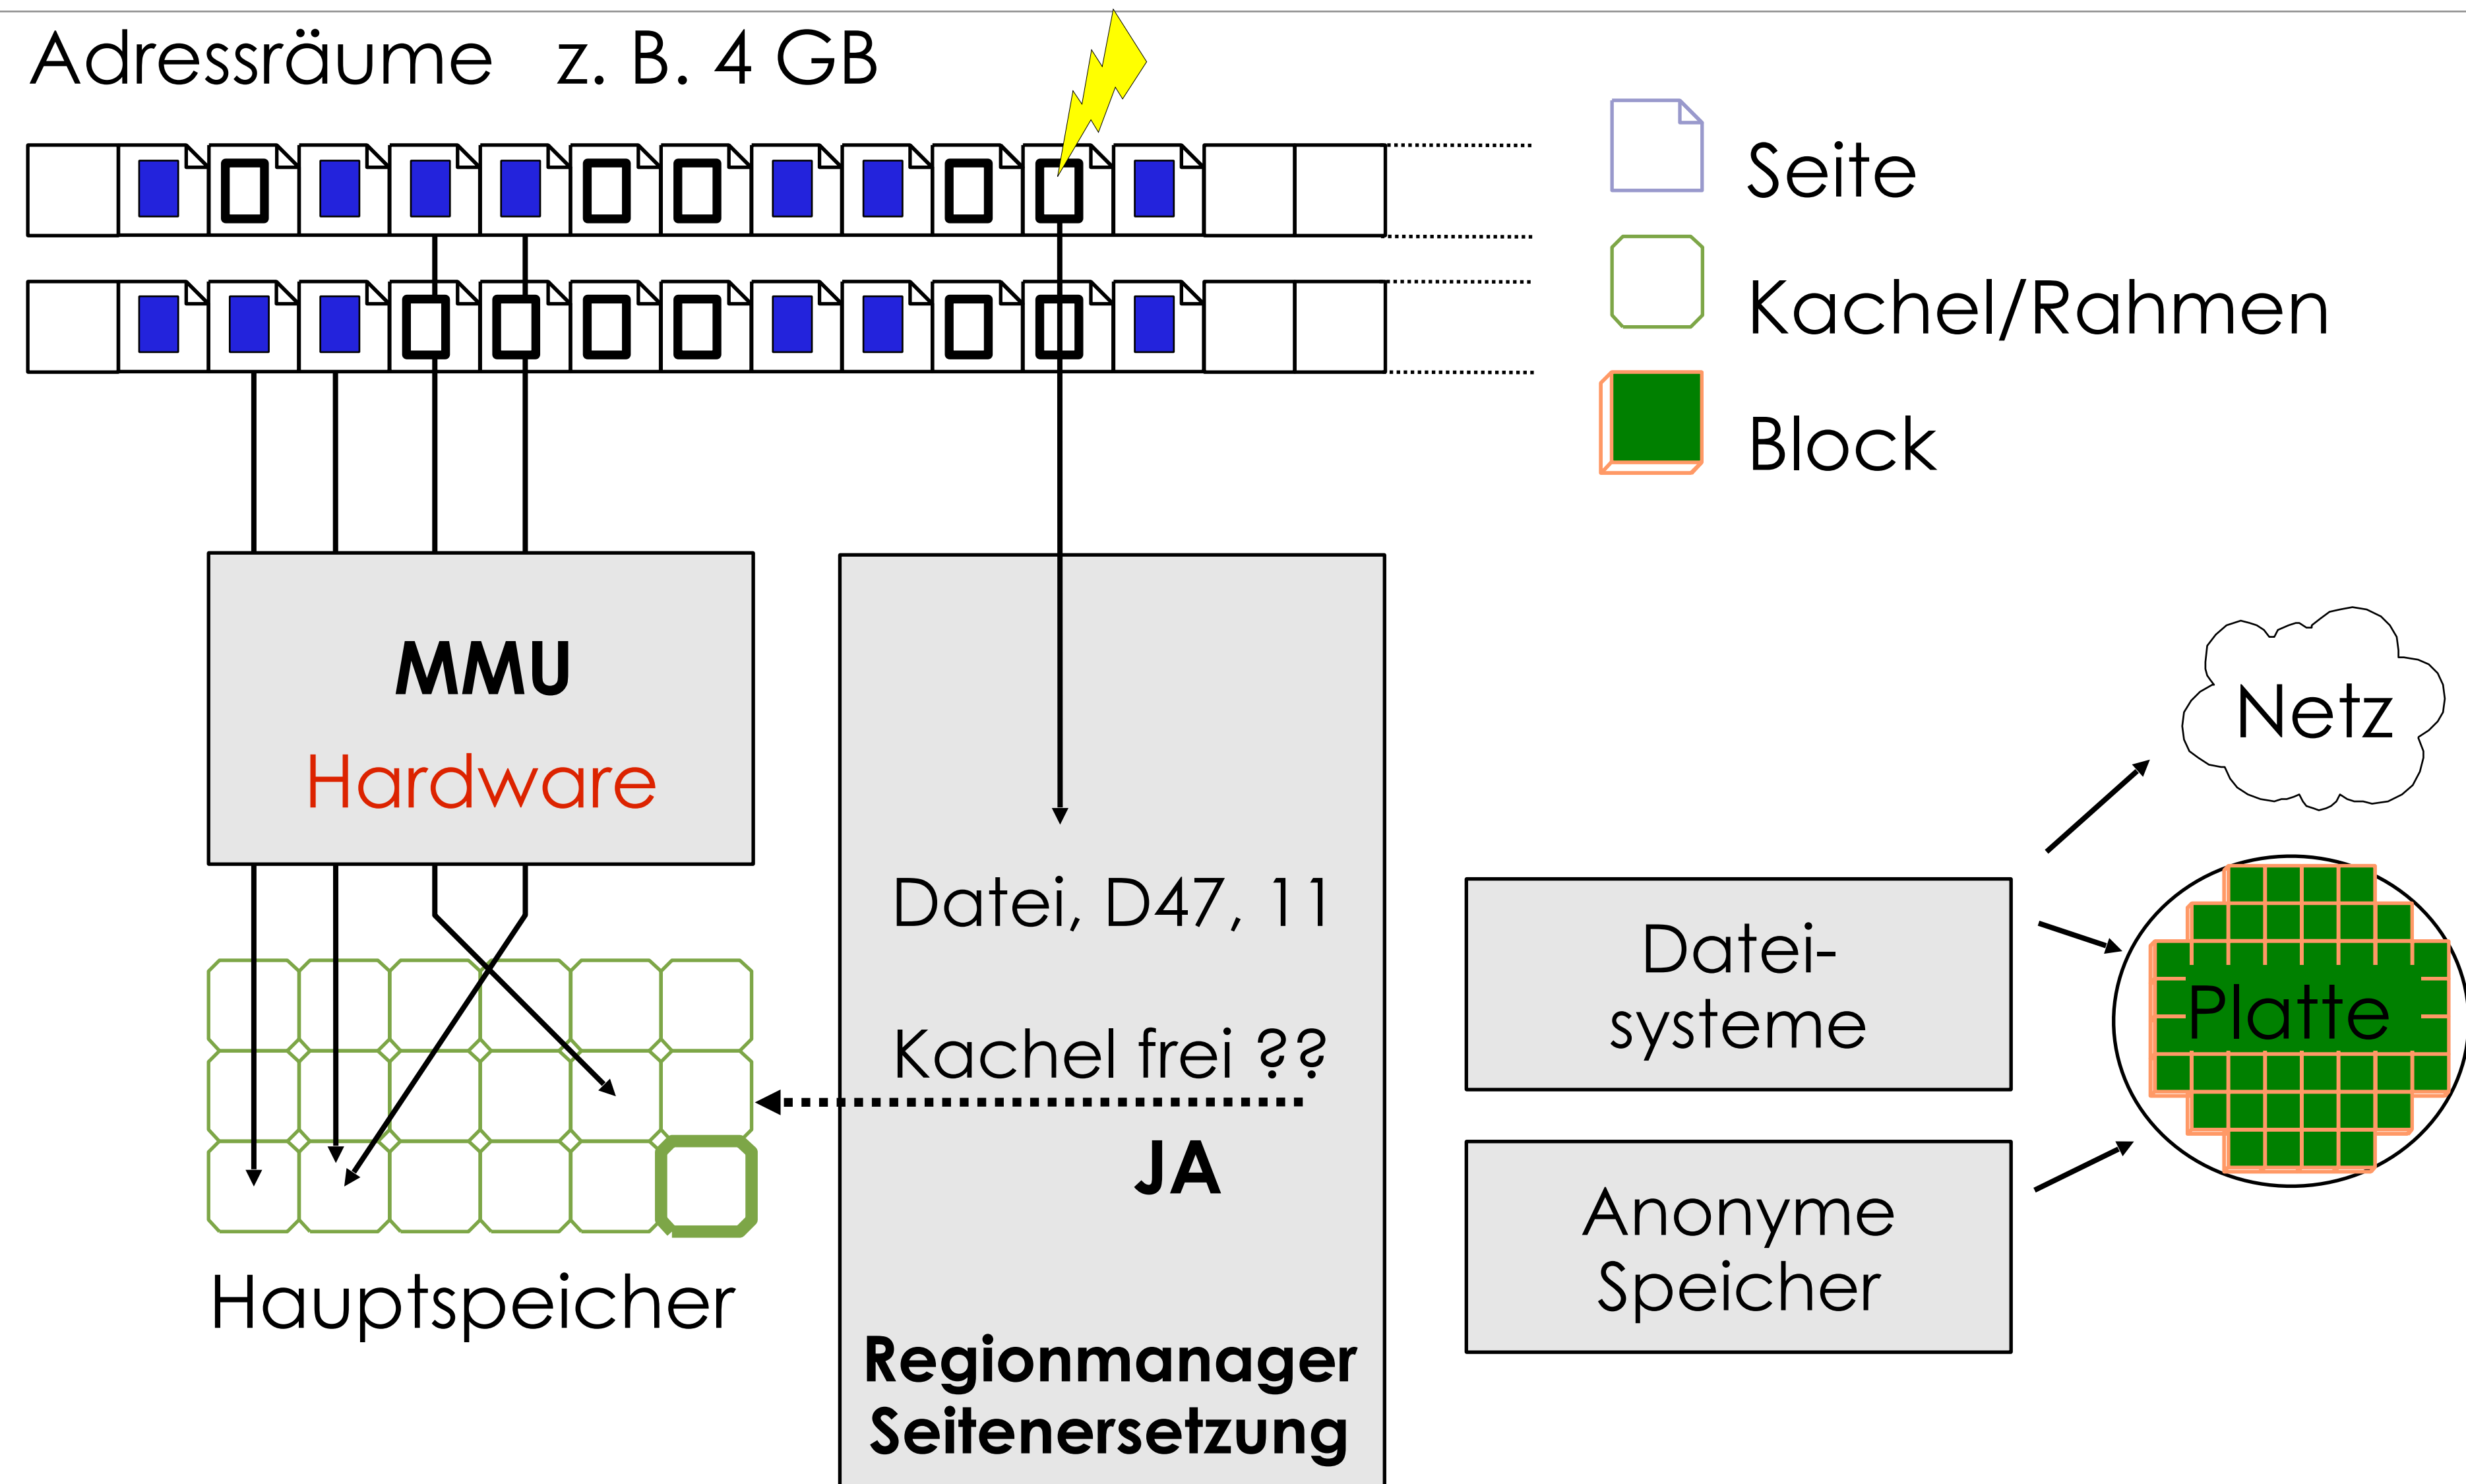 Adressräume z. B. 4 GB
Seite
Kachel/Rahmen
Block
MMU
Hardware
Netz
Datei, D47, 11
Datei-
systeme
Platte
Kachel frei ??
JA
Anonyme
Speicher
Hauptspeicher
Regionmanager
Seitenersetzung